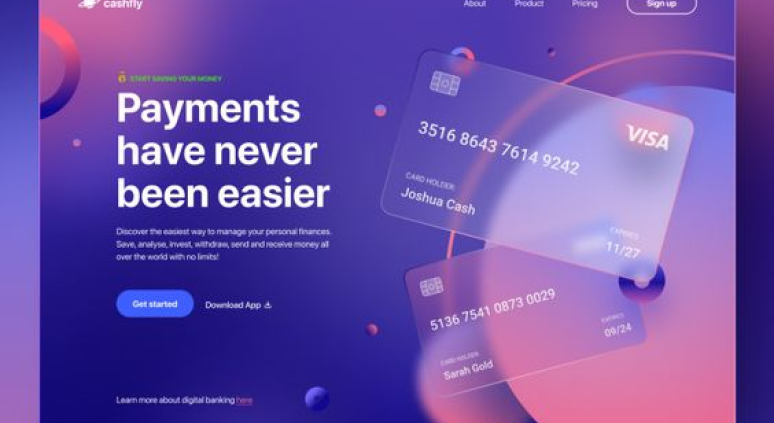 cashfly
About Product Pricing Sign up
START SAVING YOUR MONEY
Payments
have never
been easier
Discover the easiest way to manage your personal finances.
Save, analyse, invest, withdraw, send and receive money all
over the world with no limits!
Get started Download App
Learn more about digital banking here
VISA
3516 8643 7614 9242
CARD HOLDER:
Joshua Cash
EXPIRES:
11/27
5136 7541 0873 0029
EXPIRES:
09/24
CARD HOLDER:
Sarah Gold